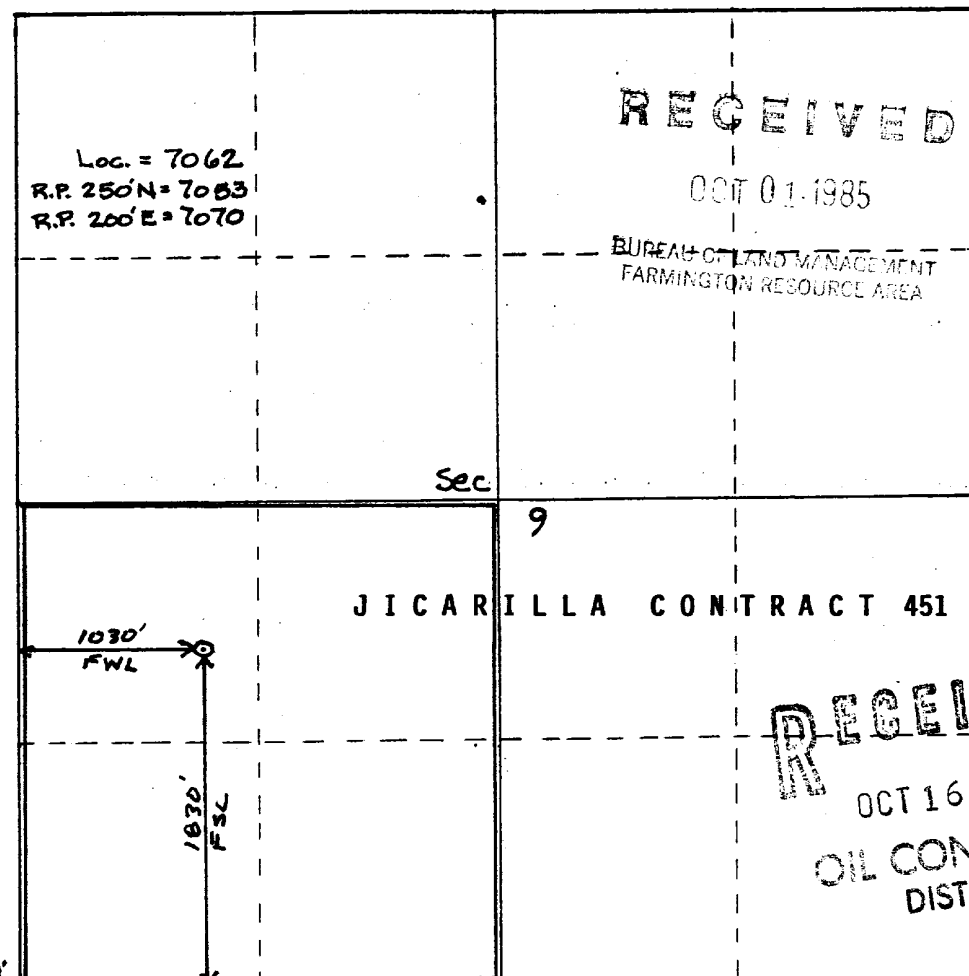 RECEIVED
Loc. = 7062
R.P. 250'N = 7083
R.P. 200'E = 7070
OCT 01 1985
BUREAU OF LAND MANAGEMENT
FARMINGTON RESOURCE AREA
Sec
9
JICARILLA CONTRACT 451
1030'
FWL
1830'
FSL
RECEI
OCT 16
OIL CON
DIST